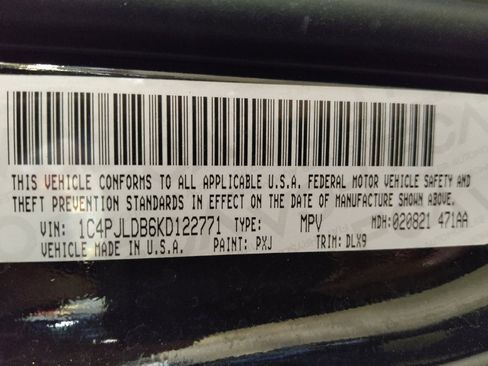 THIS VEHICLE CONFORMS TO ALL APPLICABLE U.S.A. FEDERAL MOTOR VEHICLE SAFETY AND
THEFT PREVENTION STANDARDS IN EFFECT ON THE DATE OF MANUFACTURE SHOWN ABOVE.
VIN: 1C4PJLDB6KD122771 TYPE: MPV MDH: 020821 471AA
VEHICLE MADE IN U.S.A. PAINT: PXJ TRIM: DLX9